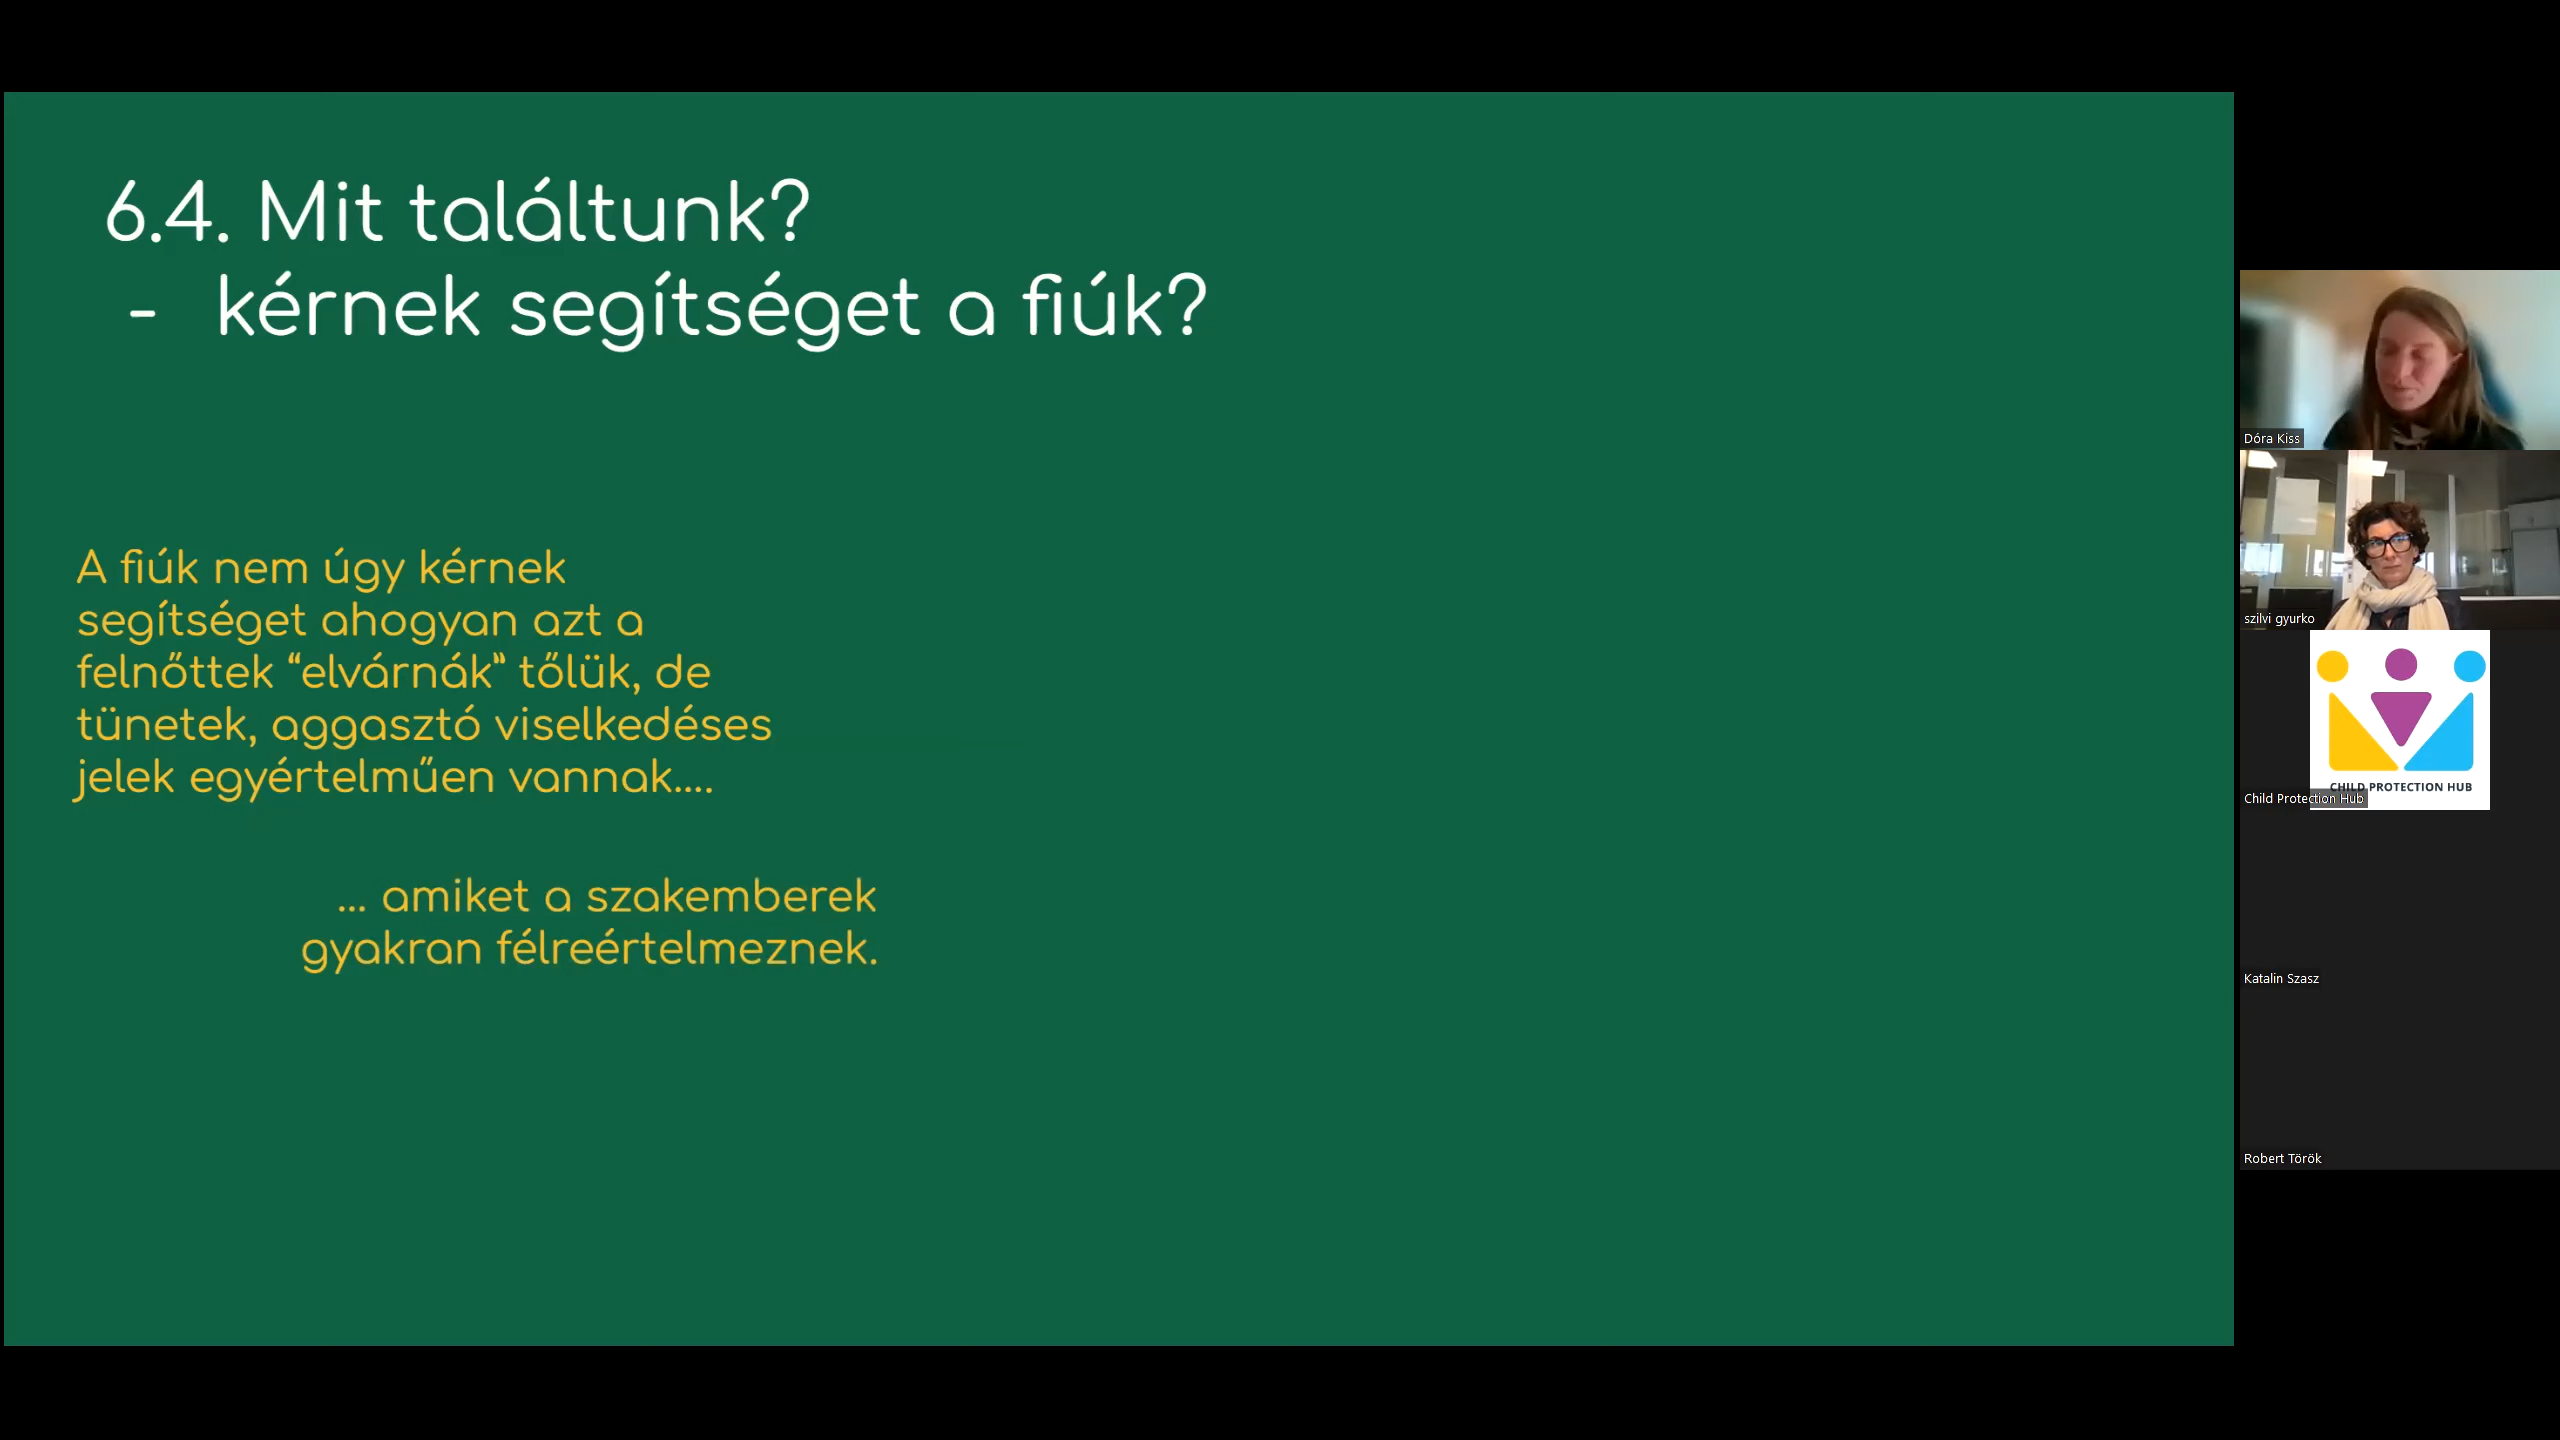 6.4. Mit találtunk?
- kérnek segítséget a fiúk?
A fiúk nem úgy kérnek
segítséget ahogyan azt a
felnőttek “elvárnák” tőlük, de
tünetek, aggasztó viselkedéses
jelek egyértelműen vannak....
... amiket a szakemberek
gyakran félreértelmeznek.
Dóra Kiss
szilvi gyurko
CHILD PROTECTION HUB
Child Protection Hub
Katalin Szasz
Robert Török